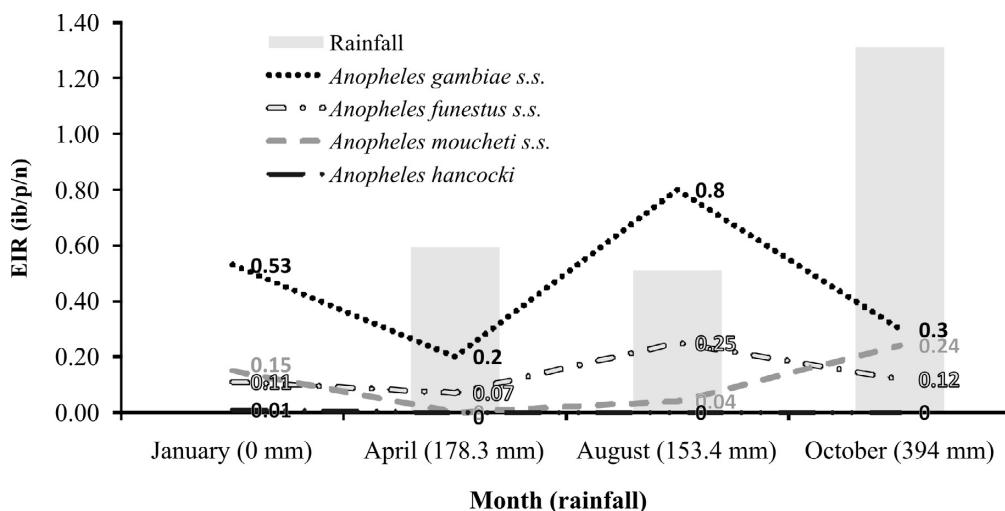 1.40
1.20
1.00
0.80
0.60
0.40
0.20
0.00
EIR (ib/p/n)
Rainfall
Anopheles gambiae s.s.
Anopheles funestus s.s.
Anopheles moucheti s.s.
Anopheles hancocki
0.53
0.2
0.8
0.3
0.15
0.11
0.01
0.07
0
0
0.25
0.04
0
0.24
0.12
0
January (0 mm)
April (178.3 mm)
August (153.4 mm)
October (394 mm)
Month (rainfall)